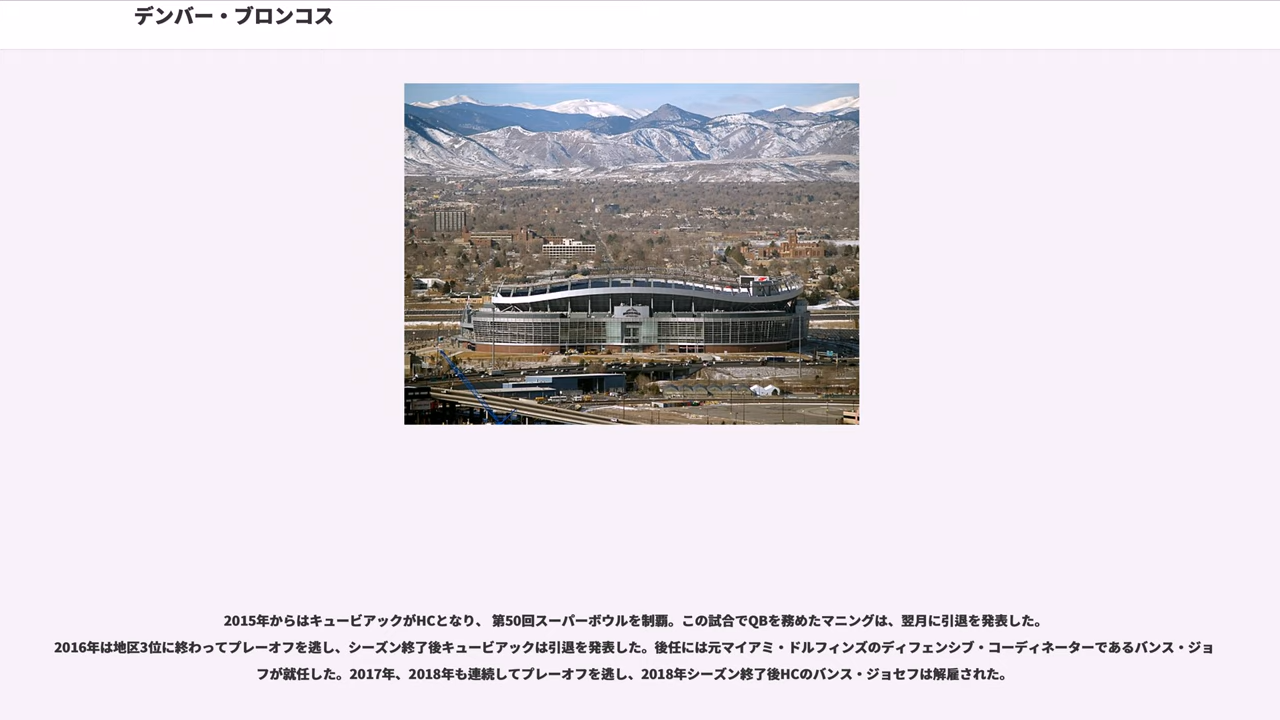 デンバー・ブロンコス
2015年からはキュービアックがHCとなり、 第50回スーパーボウルを制覇。この試合でQBを務めたマニングは、翌月に引退を発表した。
2016年は地区3位に終わってプレーオフを逃し、シーズン終了後キュービアックは引退を発表した。後任には元マイアミ・ドルフィンズのディフェンシブ・コーディネーターであるバンス・ジョ
フが就任した。2017年、2018年も連続してプレーオフを逃し、2018年シーズン終了後HCのバンス・ジョセフは解雇された。